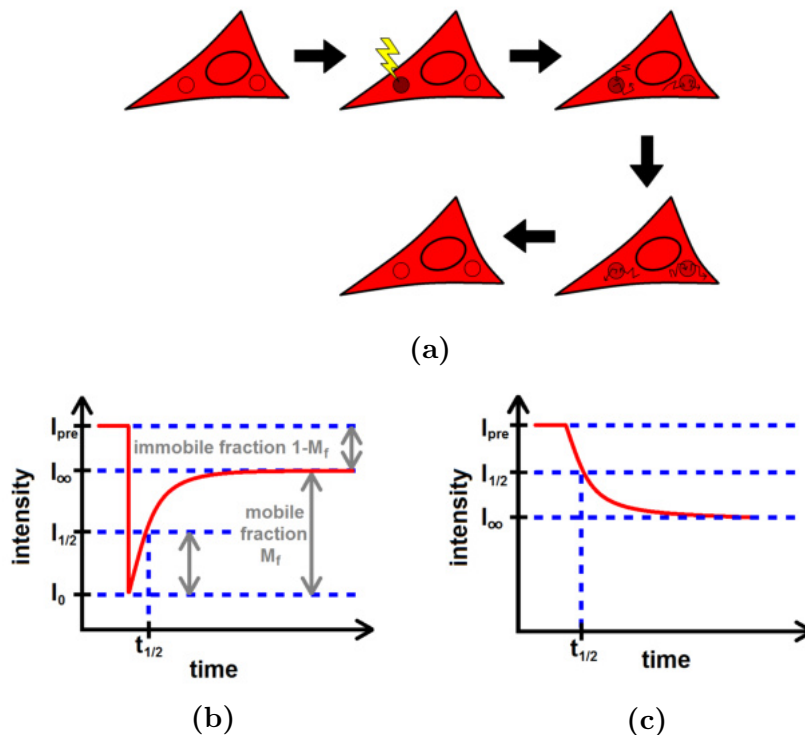 (a)
I_pre
immobile fraction 1-M_f
I_∞
mobile
fraction
M_f
I_1/2
I_0
intensity
t_1/2
time
(b)
I_pre
I_1/2
I_∞
intensity
t_1/2
time
(c)